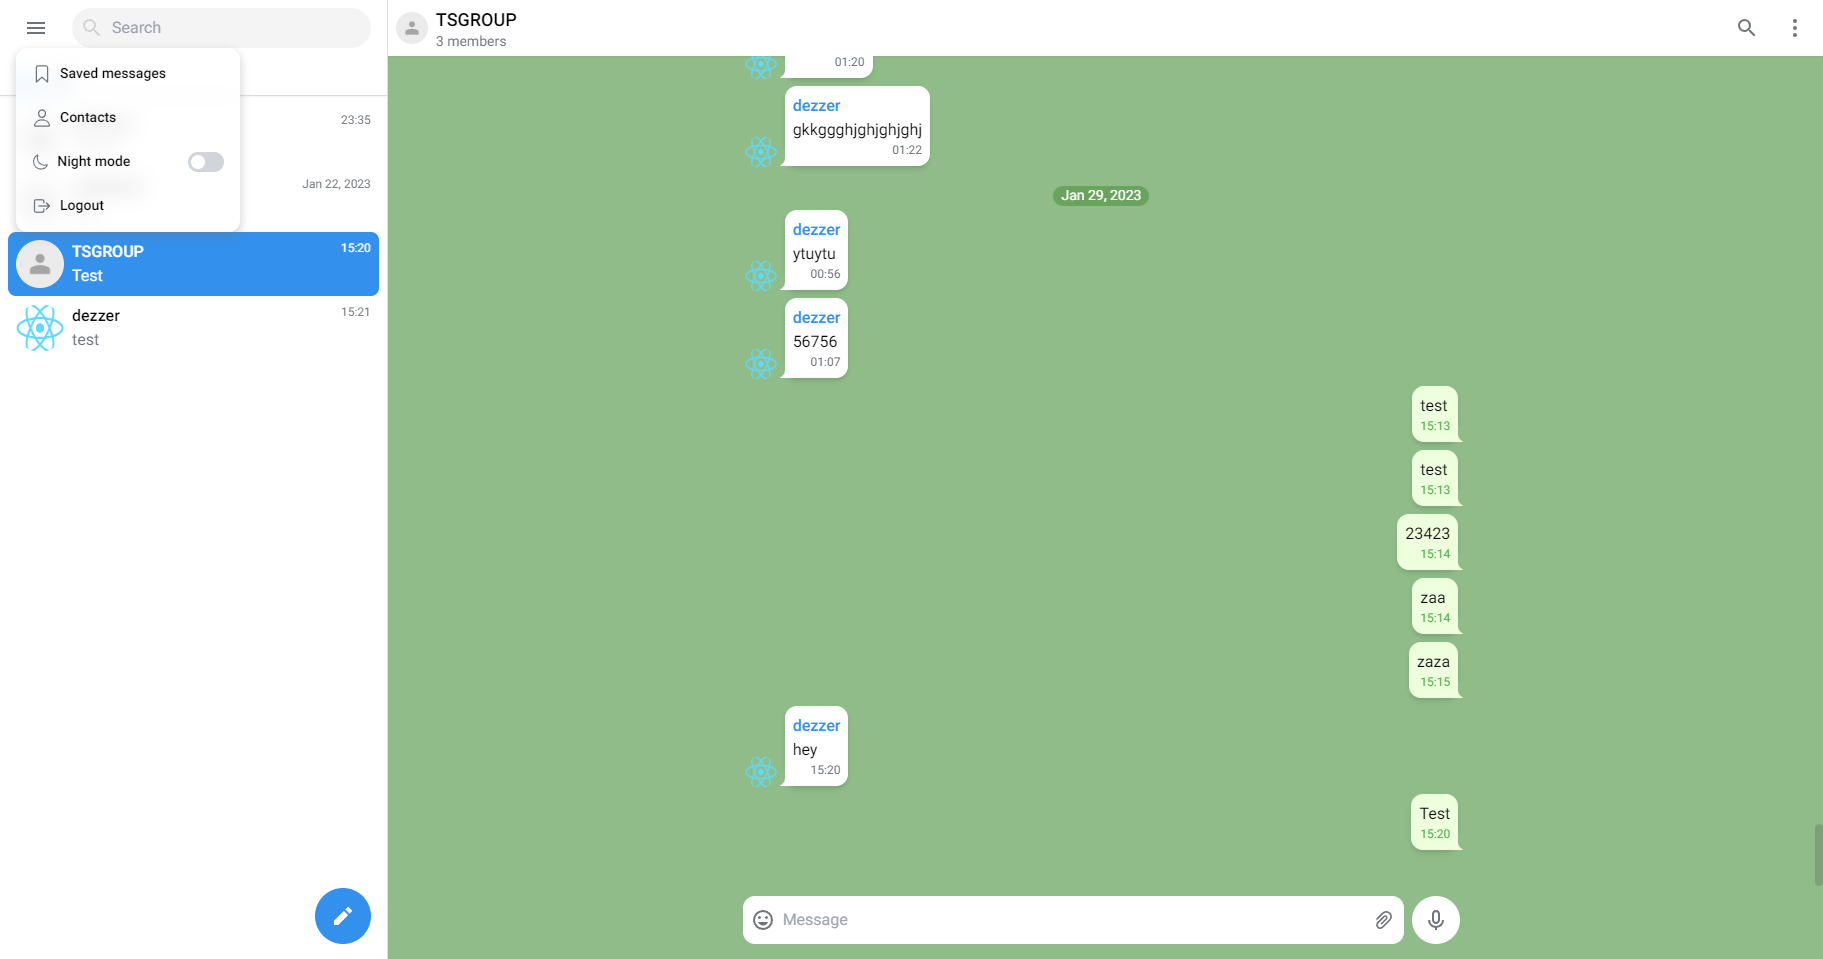 Search
Saved messages
Contacts
Night mode
Logout
23:35
Jan 22, 2023
TSGROUP
15:20
Test
dezzer
15:21
test
TSGROUP
3 members
01:20
dezzer
gkkggghjghjghjghj
01:22
Jan 29, 2023
dezzer
ytuytu
00:56
dezzer
56756
01:07
test
15:13
test
15:13
23423
15:14
zaa
15:14
zaza
15:15
dezzer
hey
15:20
Test
15:20
Message